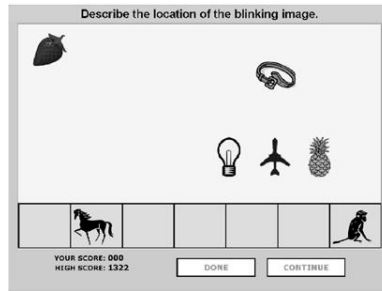 Describe the location of the blinking image.
YOUR SCORE: 000
HIGH SCORE: 1322
DONE
CONTINUE